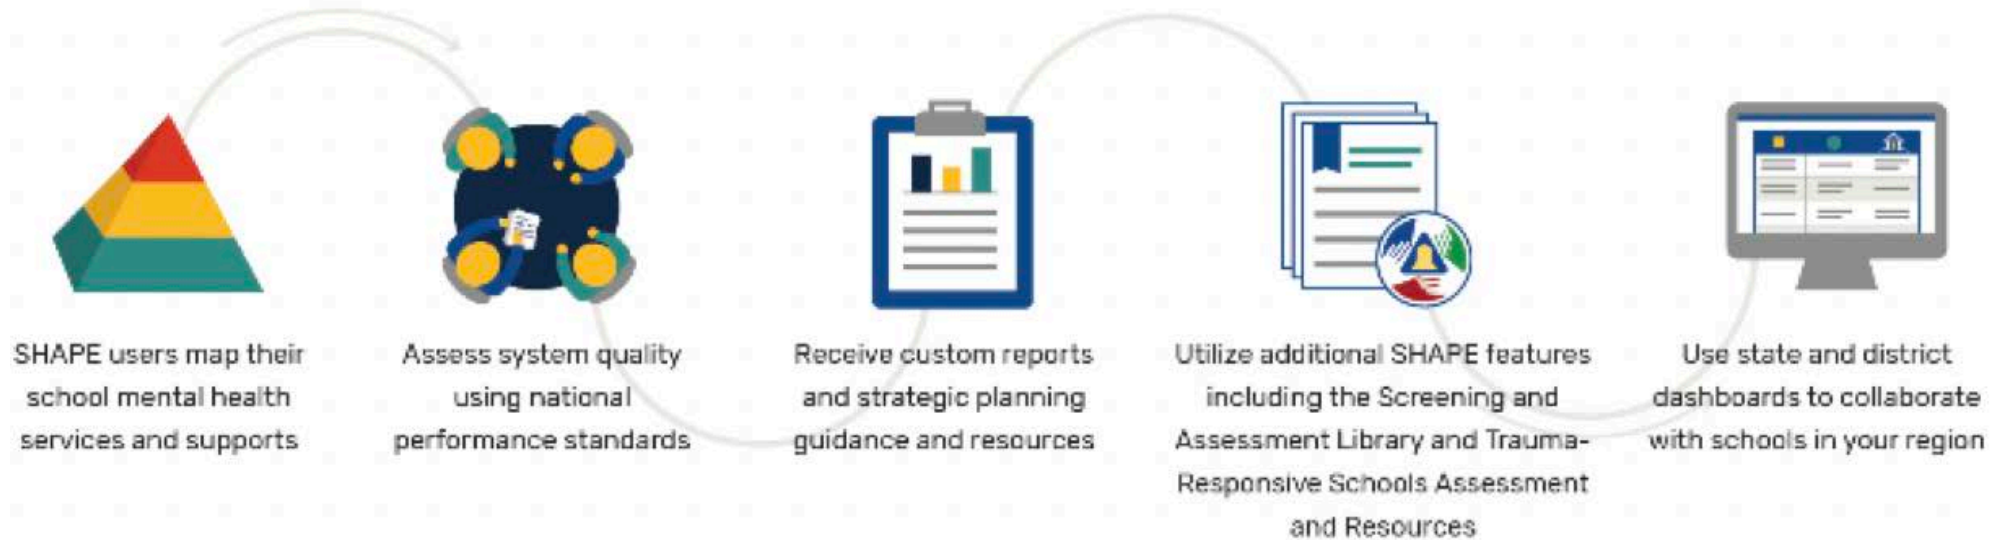 SHAPE users map their
school mental health
services and supports
Assess system quality
using national
performance standards
Receive custom reports
and strategic planning
guidance and resources
Utilize additional SHAPE features
including the Screening and
Assessment Library and Trauma-
Responsive Schools Assessment
and Resources
Use state and district
dashboards to collaborate
with schools in your region